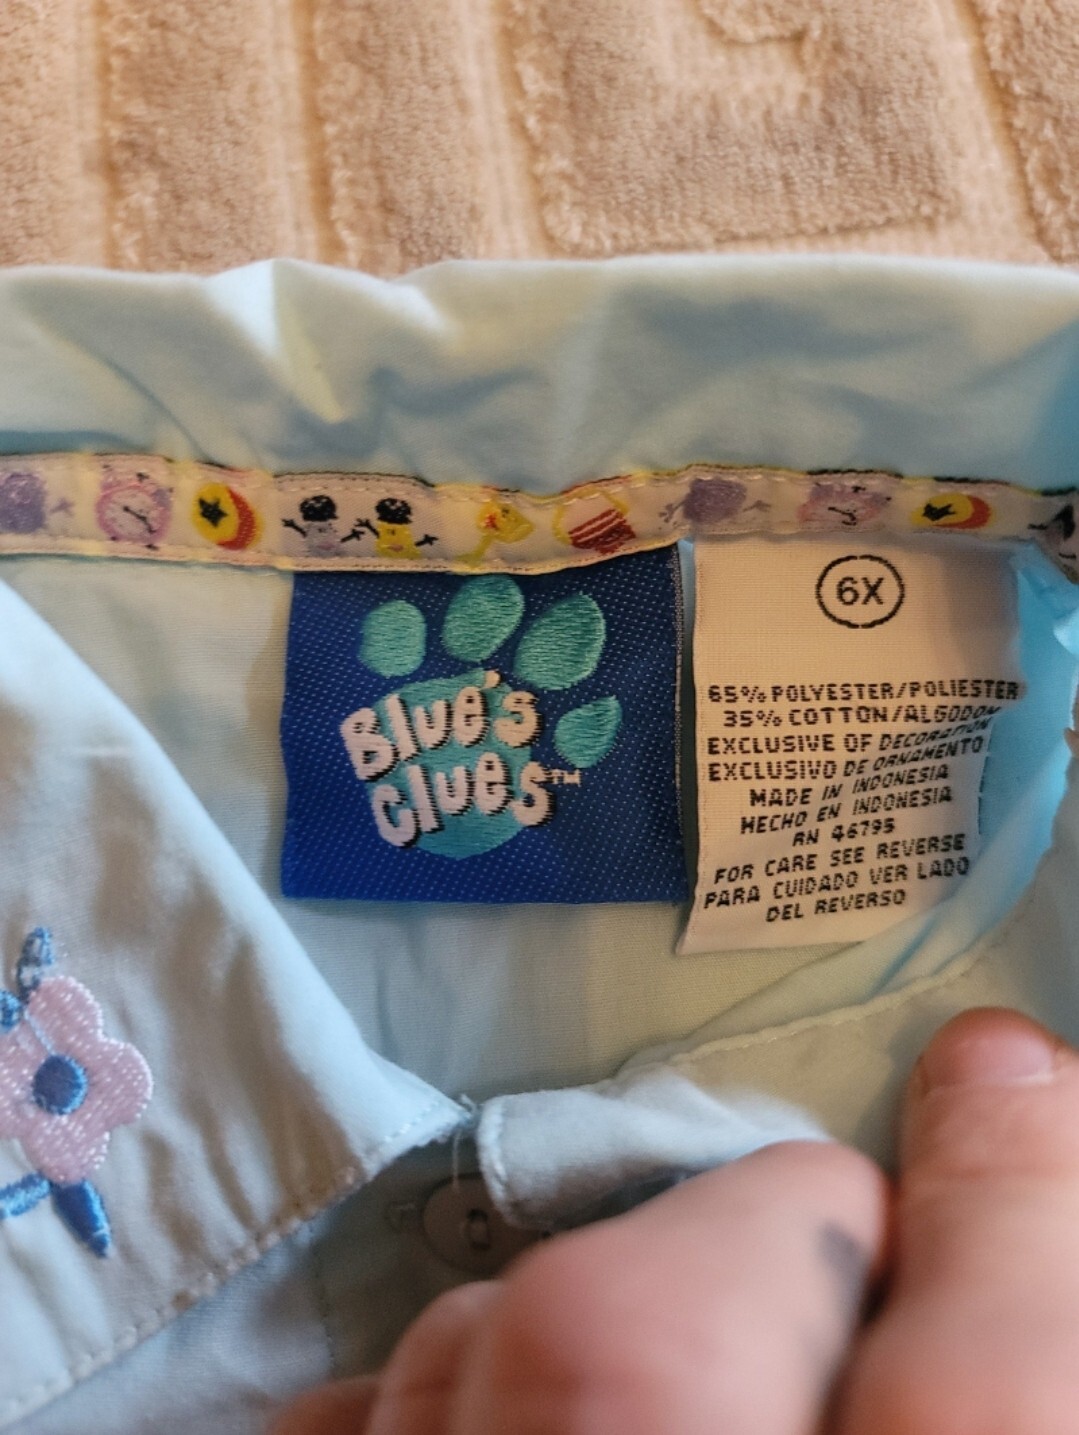 Blue's
Clues™
6X
65% POLYESTER/POLIESTER
35% COTTON/ALGODON
EXCLUSIVE OF DECORATION
EXCLUSIVO DE ORNAMENTO
MADE IN INDONESIA
HECHO EN INDONESIA
RN 46795
FOR CARE SEE REVERSE
PARA CUIDADO VER LADO
DEL REVERSO